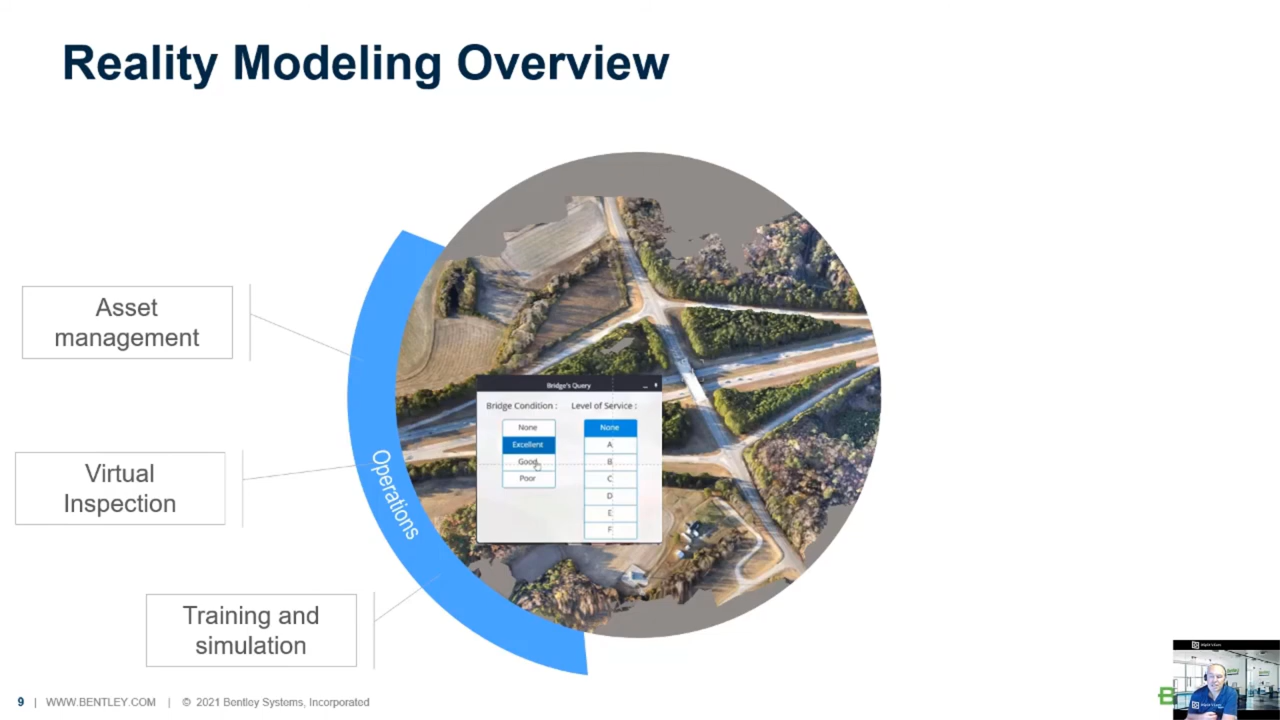 Reality Modeling Overview
Asset
management
Virtual
Inspection
Training and
simulation
Operations
Bridge's Query
Bridge Condition :
Level of Service :
None
Excellent
Good
Poor
None
A
B
C
D
E
F
9 | WWW.BENTLEY.COM | © 2021 Bentley Systems, Incorporated